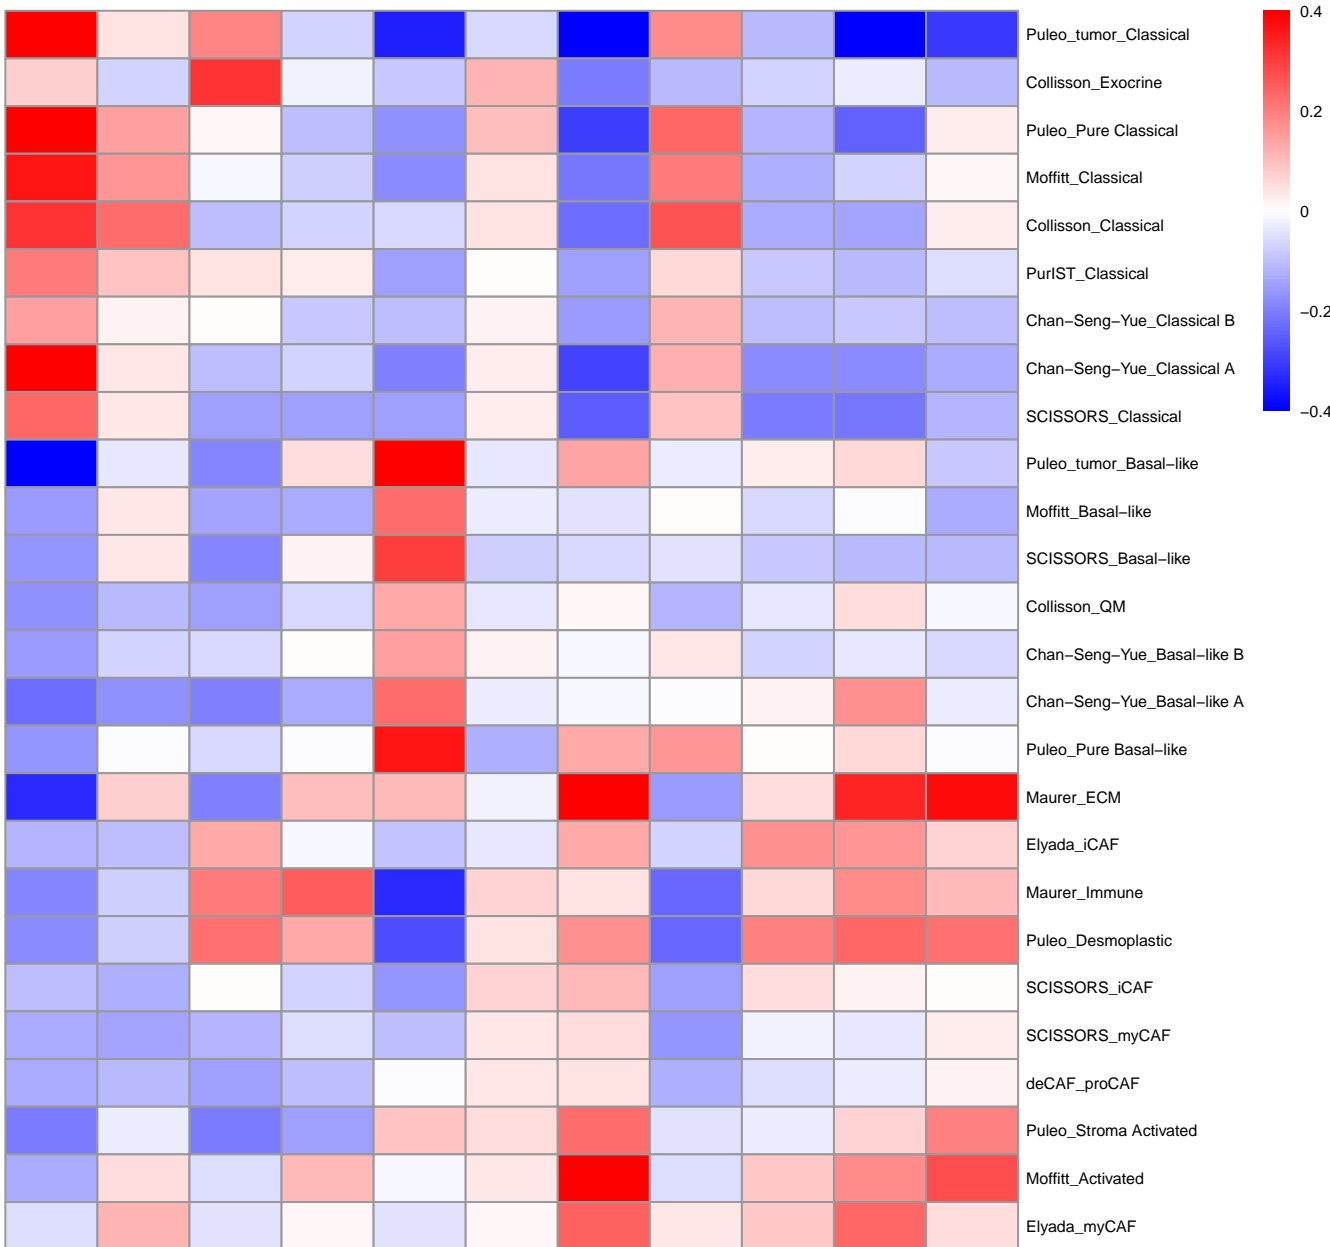 Puleo_tumor_Classical
Collisson_Exocrine
Puleo_Pure Classical
Moffitt_Classical
Collisson_Classical
PurIST_Classical
Chan−Seng−Yue_Classical B
Chan−Seng−Yue_Classical A
SCISSORS_Classical
Puleo_tumor_Basal−like
Moffitt_Basal−like
SCISSORS_Basal−like
Collisson_QM
Chan−Seng−Yue_Basal−like B
Chan−Seng−Yue_Basal−like A
Puleo_Pure Basal−like
Maurer_ECM
Elyada_iCAF
Maurer_Immune
Puleo_Desmoplastic
SCISSORS_iCAF
SCISSORS_myCAF
deCAF_proCAF
Puleo_Stroma Activated
Moffitt_Activated
Elyada_myCAF
0.4
0.2
0
−0.2
−0.4